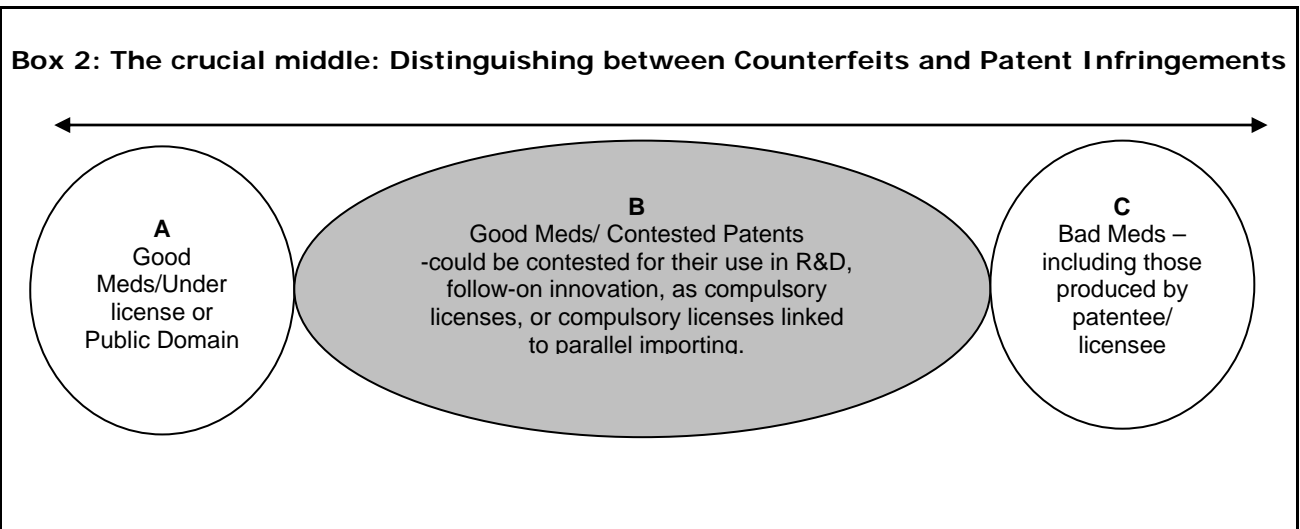 Box 2: The crucial middle: Distinguishing between Counterfeits and Patent Infringements
A
Good
Meds/Under
license or
Public Domain
B
Good Meds/ Contested Patents
-could be contested for their use in R&D,
follow-on innovation, as compulsory
licenses, or compulsory licenses linked
to parallel importing.
C
Bad Meds –
including those
produced by
patentee/
licensee